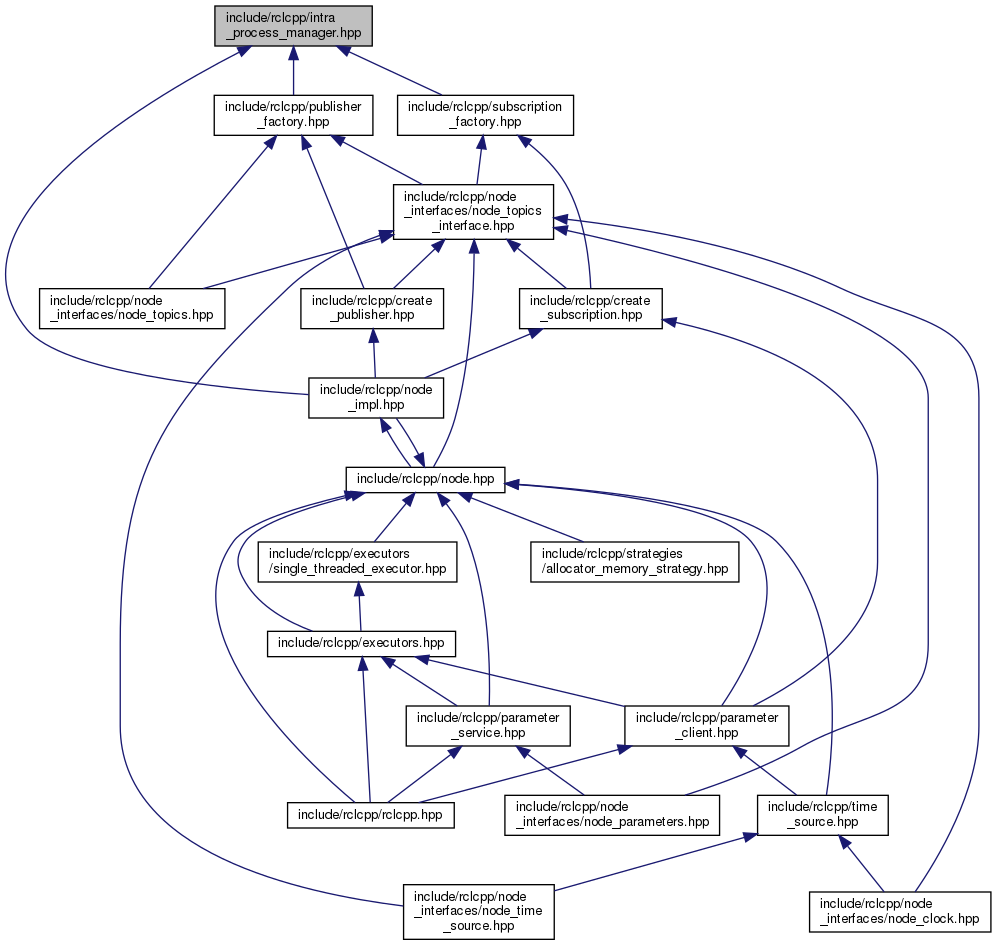 include/rclcpp/intra
_process_manager.hpp
include/rclcpp/publisher
_factory.hpp
include/rclcpp/subscription
_factory.hpp
include/rclcpp/node
_interfaces/node_topics
_interface.hpp
include/rclcpp/node
_interfaces/node_topics.hpp
include/rclcpp/create
_publisher.hpp
include/rclcpp/create
_subscription.hpp
include/rclcpp/node
_impl.hpp
include/rclcpp/node.hpp
include/rclcpp/executors
/single_threaded_executor.hpp
include/rclcpp/strategies
/allocator_memory_strategy.hpp
include/rclcpp/executors.hpp
include/rclcpp/parameter
_service.hpp
include/rclcpp/parameter
_client.hpp
include/rclcpp/rclcpp.hpp
include/rclcpp/node
_interfaces/node_parameters.hpp
include/rclcpp/time
_source.hpp
include/rclcpp/node
_interfaces/node_time
_source.hpp
include/rclcpp/node
_interfaces/node_clock.hpp